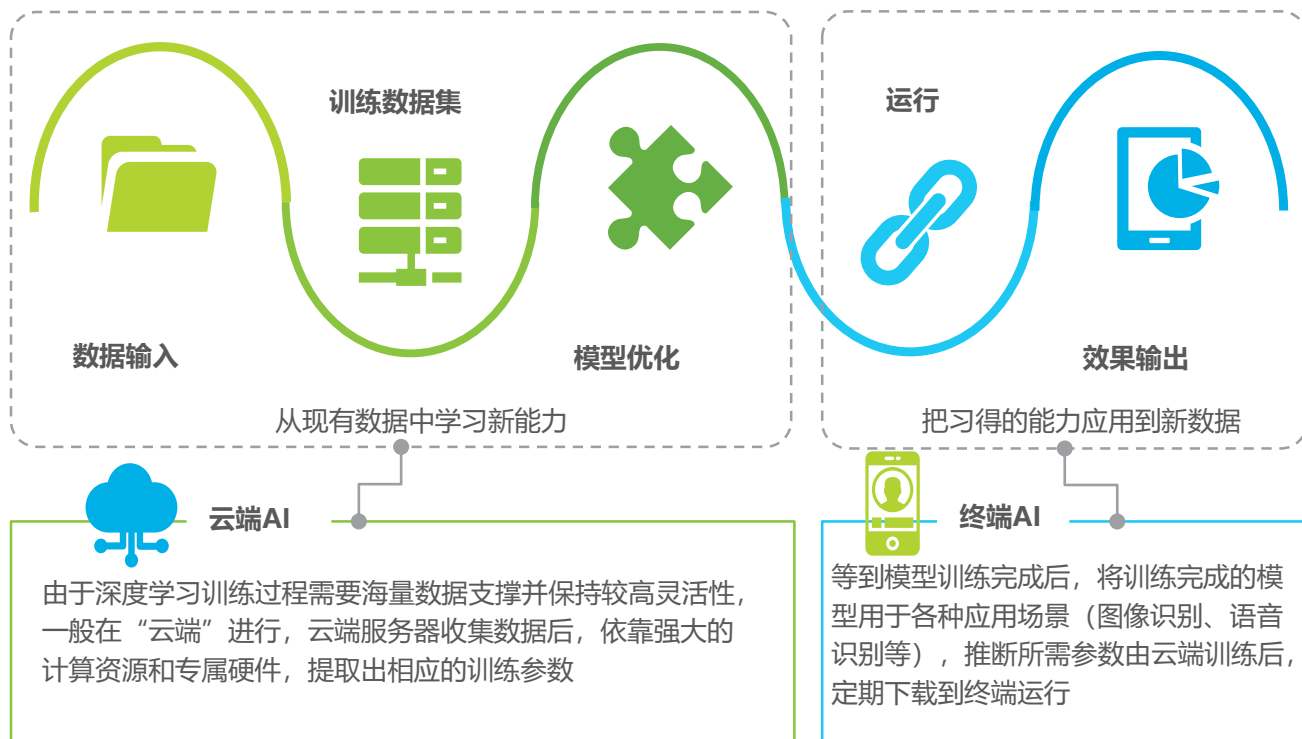 训练数据集
运行
数据输入
模型优化
效果输出
从现有数据中学习新能力
把习得的能力应用到新数据
云端AI
由于深度学习训练过程需要海量数据支撑并保持较高灵活性，
一般在“云端”进行，云端服务器收集数据后，依靠强大的
计算资源和专属硬件，提取出相应的训练参数
终端AI
等到模型训练完成后，将训练完成的模
型用于各种应用场景（图像识别、语音
识别等），推断所需参数由云端训练后，
定期下载到终端运行